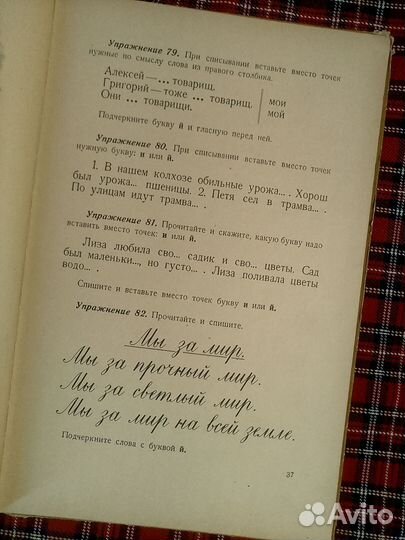 Упражнение 79. При списывании вставьте вместо точек
нужные по смыслу слова из правого столбика.
Алексей — ... товарищ.
Григорий — тоже ... товарищ.
Они ... товарищи.
мои
мой
Подчеркните букву й и гласную перед ней.
Упражнение 80. При списывании вставьте вместо точек
нужную букву: и или й.
1. В нашем колхозе обильные урожа... . Хорош
был урожа... пшеницы. 2. Петя сел в трамва... .
По улицам идут трамва... .
Упражнение 81. Прочитайте и скажите, какую букву надо
вставить вместо точек: и или й.
Лиза любила сво... садик и сво... цветы. Сад
был маленьки..., но густо... . Лиза поливала цветы
водо... .
Спишите и вставьте вместо точек букву и или й.
Упражнение 82. Прочитайте и спишите.
Мы за мир.
Мы за прочный мир.
Мы за светлый мир.
Мы за мир на всей земле.
Подчеркните слова с буквой й.
37
Avito